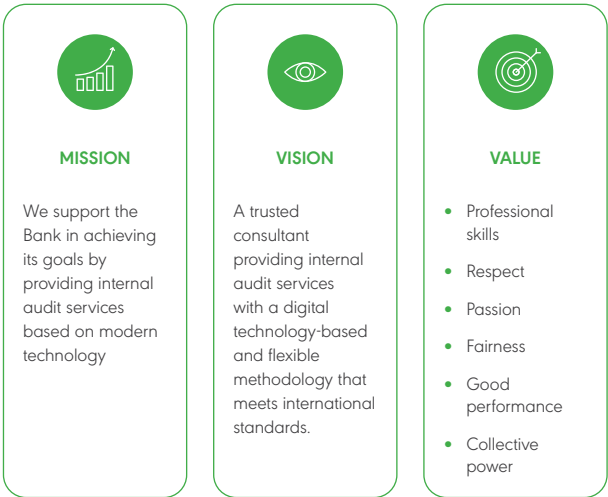 MISSION
We support the
Bank in achieving
its goals by
providing internal
audit services
based on modern
technology
VISION
A trusted
consultant
providing internal
audit services
with a digital
technology-based
and flexible
methodology that
meets international
standards.
VALUE
• Professional
skills
• Respect
• Passion
• Fairness
• Good
performance
• Collective
power